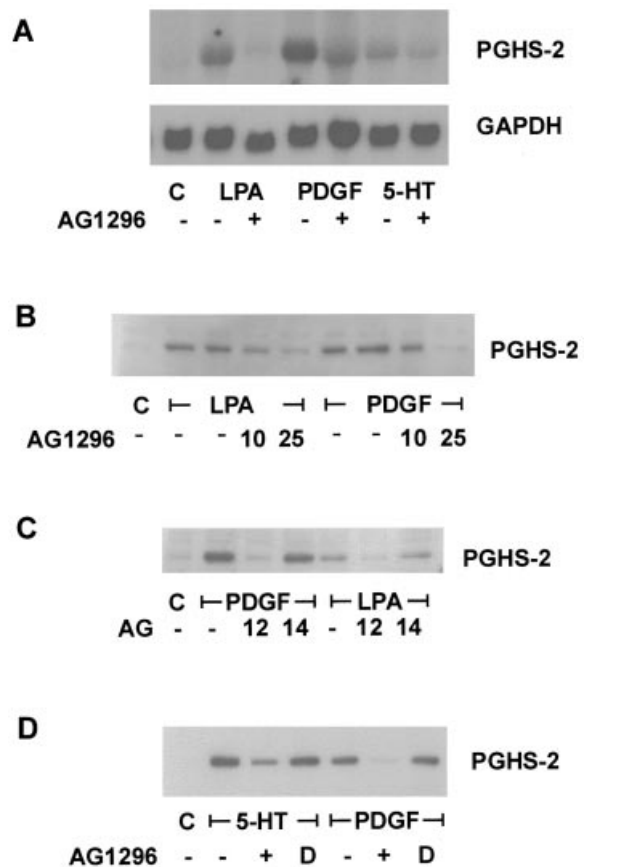 A
PGHS-2
GAPDH
C LPA PDGF 5-HT
AG1296 - - + - + - +
B
PGHS-2
C LPA PDGF
AG1296 - - - 10 25 - - 10 25
C
PGHS-2
C PDGF LPA
AG - - 12 14 - 12 14
D
PGHS-2
C 5-HT PDGF
AG1296 - - + D - + D